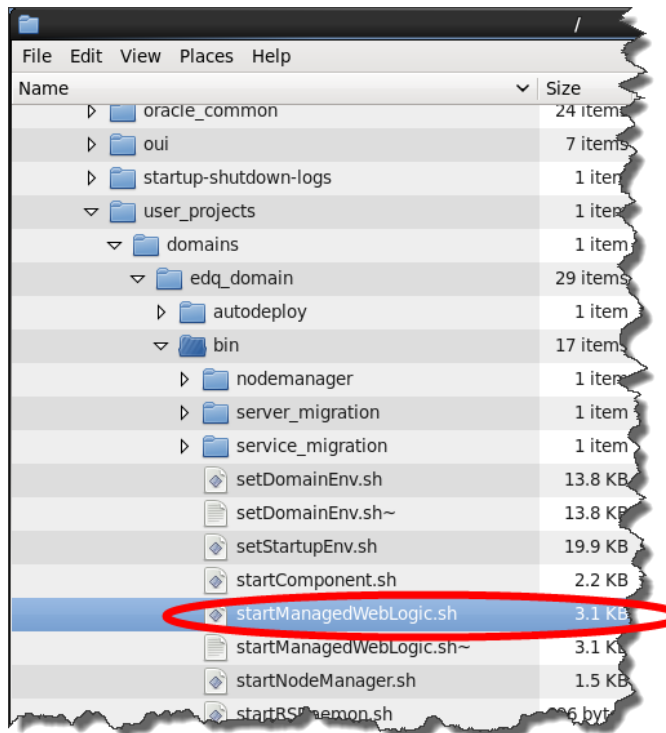 /
File Edit View Places Help
Name Size
oracle_common 24 items
oui 7 items
startup-shutdown-logs 1 item
user_projects 1 item
domains 1 item
edq_domain 29 items
autodeploy 1 item
bin 17 items
nodemanager 1 item
server_migration 1 item
service_migration 1 item
setDomainEnv.sh 13.8 KB
setDomainEnv.sh~ 13.8 KB
setStartupEnv.sh 19.9 KB
startComponent.sh 2.2 KB
startManagedWebLogic.sh 3.1 KB
startManagedWebLogic.sh~ 3.1 KB
startNodeManager.sh 1.5 KB